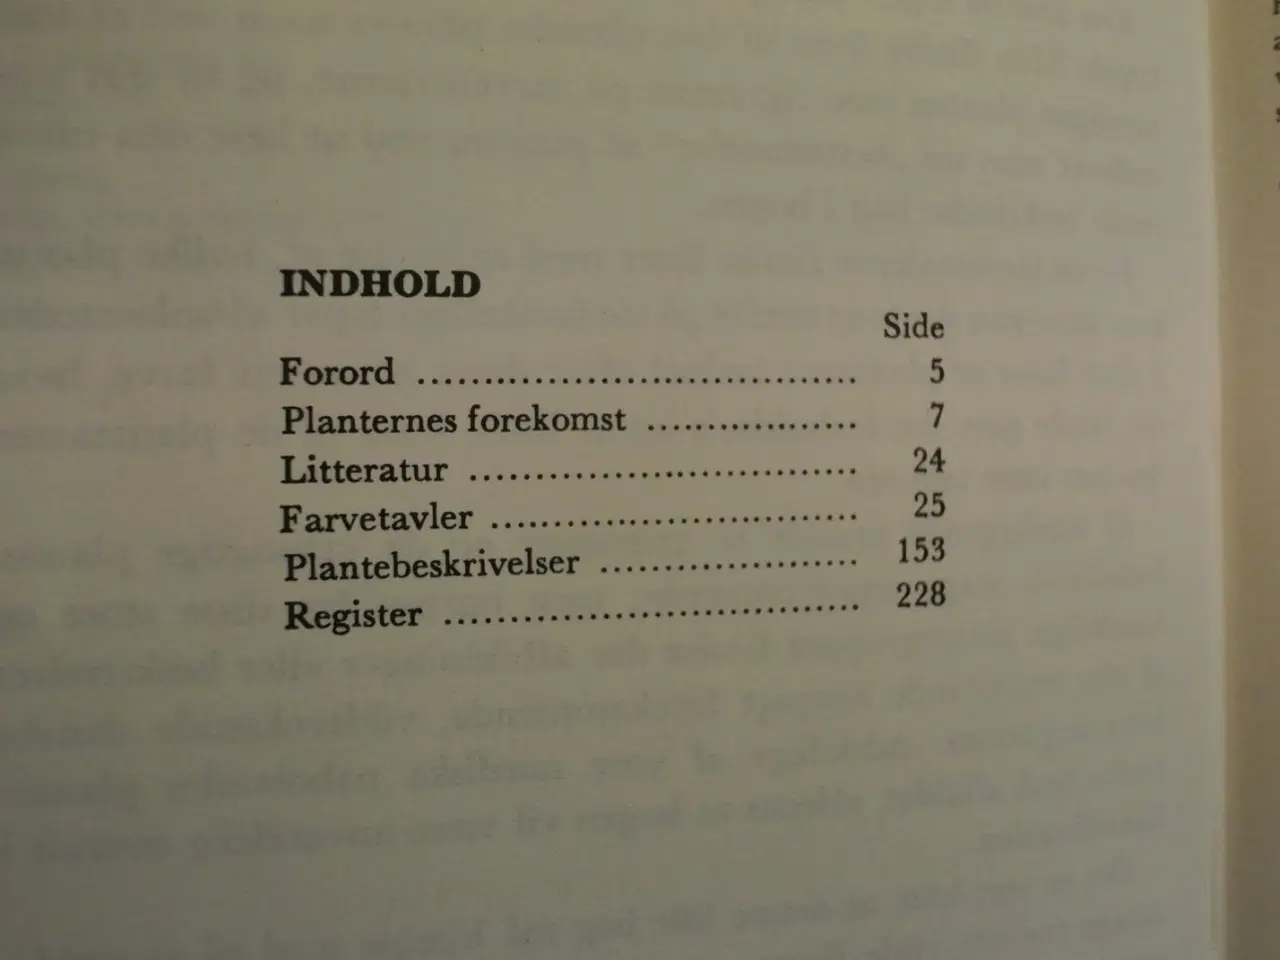 INDHOLD
Side
Forord .................................... 5
Planternes forekomst .................. 7
Litteratur ................................ 24
Farvetavler .............................. 25
Plantebeskrivelser ..................... 153
Register .................................. 228